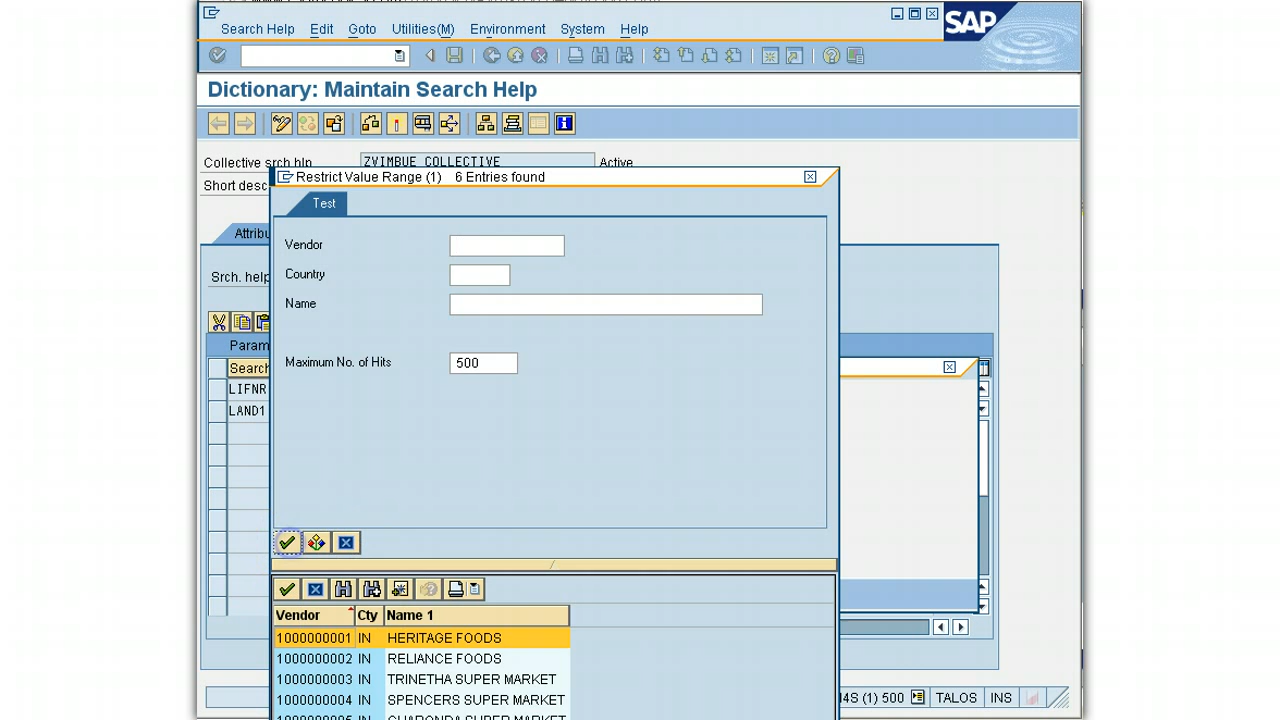 Search Help Edit Goto Utilities(M) Environment System Help
SAP
Dictionary: Maintain Search Help
Collective srch hlp ZVIMBUE_COLLECTIVE Active
Restrict Value Range (1) 6 Entries found
Short desc
Test
Attribu
Vendor
Country
Srch. help
Name
Param
Maximum No. of Hits 500
Search
LIFNR
LAND1
Vendor Cty Name 1
1000000001 IN HERITAGE FOODS
1000000002 IN RELIANCE FOODS
1000000003 IN TRINETHA SUPER MARKET
1000000004 IN SPENCERS SUPER MARKET
I4S (1) 500 TALOS INS